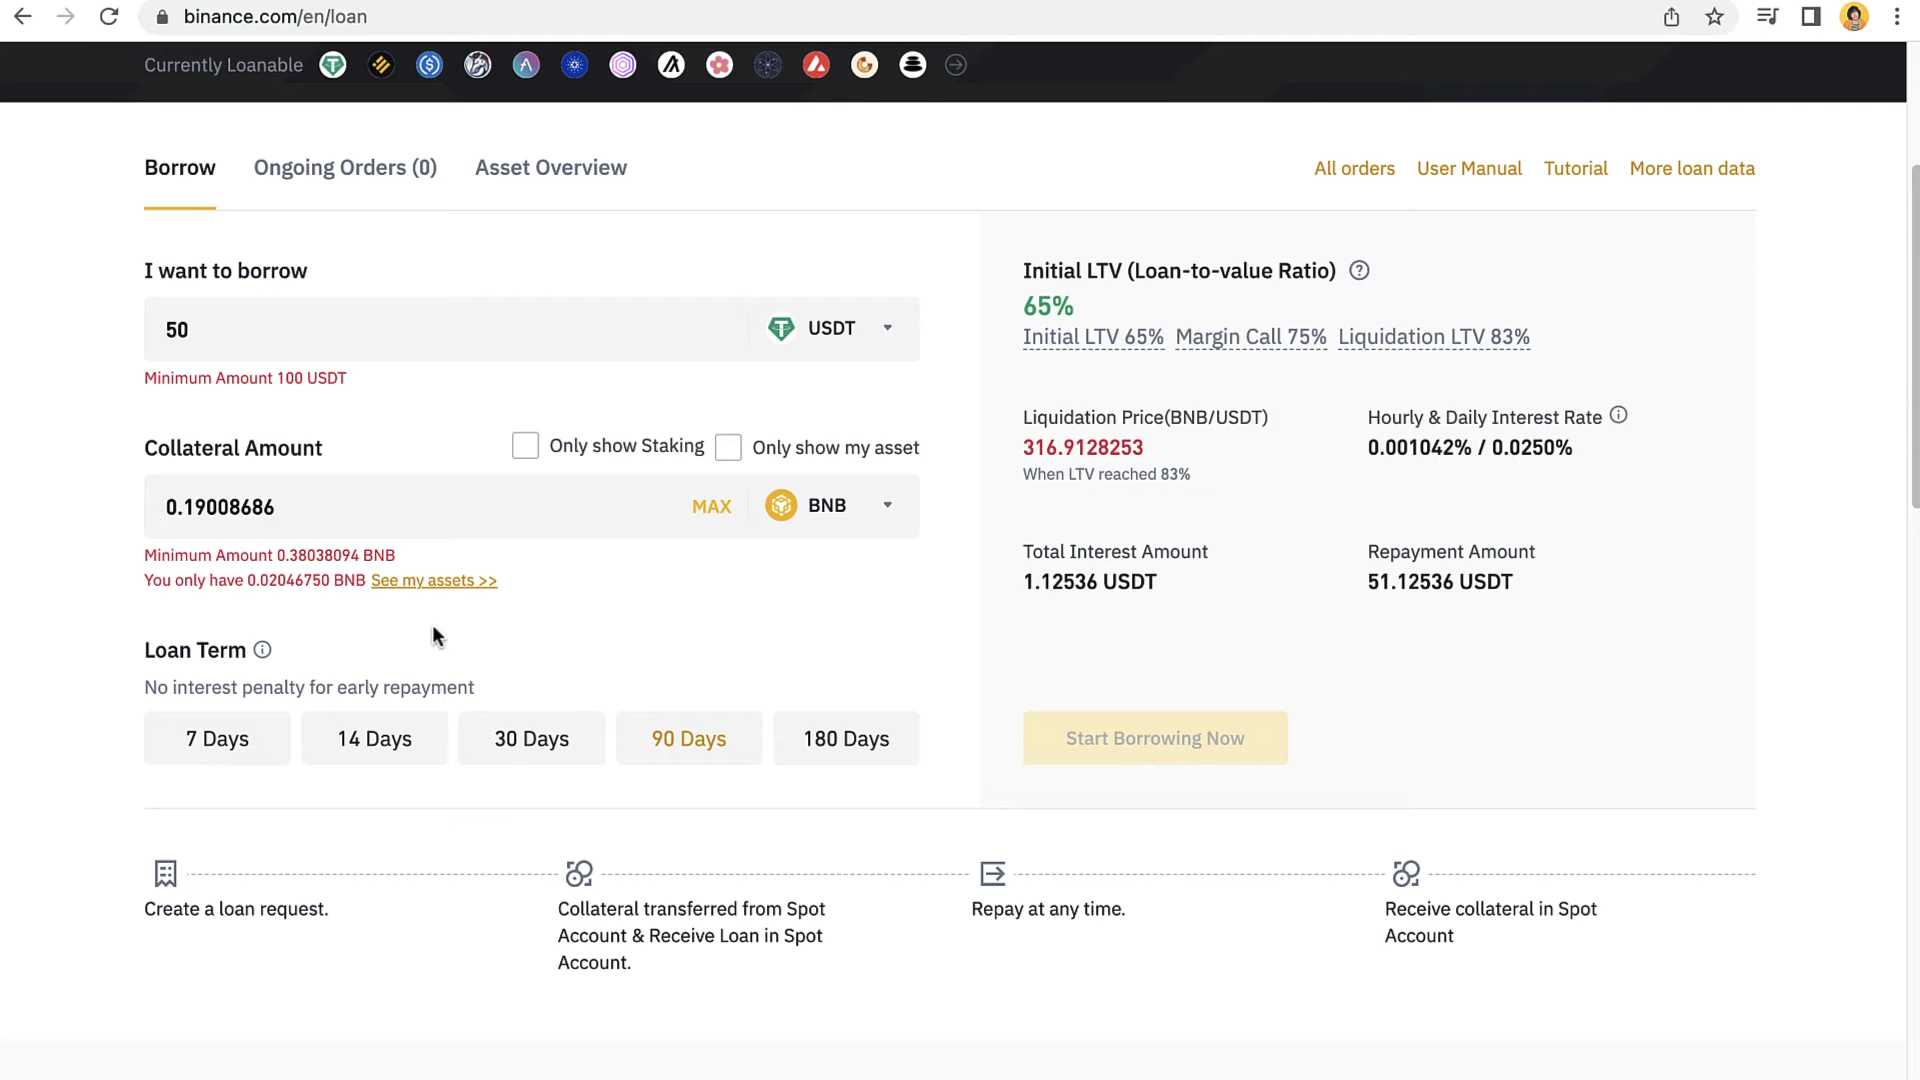 binance.com/en/loan
Currently Loanable
Borrow
Ongoing Orders (0)
Asset Overview
All orders
User Manual
Tutorial
More loan data
I want to borrow
50
USDT
Minimum Amount 100 USDT
Collateral Amount
Only show Staking
Only show my asset
0.19008686
MAX
BNB
Minimum Amount 0.38038094 BNB
You only have 0.02046750 BNB See my assets >>
Loan Term
No interest penalty for early repayment
7 Days
14 Days
30 Days
90 Days
180 Days
Initial LTV (Loan-to-value Ratio)
65%
Initial LTV 65% Margin Call 75% Liquidation LTV 83%
Liquidation Price(BNB/USDT)
316.9128253
When LTV reached 83%
Hourly & Daily Interest Rate
0.001042% / 0.0250%
Total Interest Amount
1.12536 USDT
Repayment Amount
51.12536 USDT
Start Borrowing Now
Create a loan request.
Collateral transferred from Spot
Account & Receive Loan in Spot
Account.
Repay at any time.
Receive collateral in Spot
Account